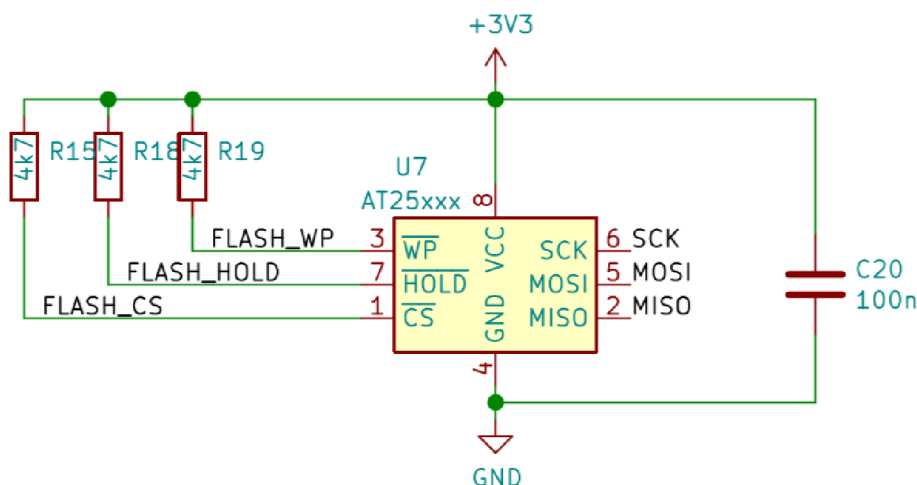 +3V3
4k7 R15 4k7 R18 4k7 R19
U7
AT25xxx
8
FLASH_WP 3 WP VCC SCK 6 SCK
FLASH_HOLD 7 HOLD MOSI 5 MOSI
FLASH_CS 1 CS GND MISO 2 MISO
C20
100n
4
GND